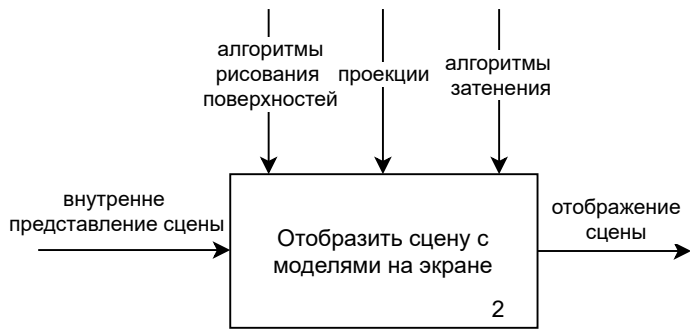 алгоритмы
рисования
поверхностей
проекции
алгоритмы
затенения
внутренне
представление сцены
Отобразить сцену с
моделями на экране
2
отображение
сцены